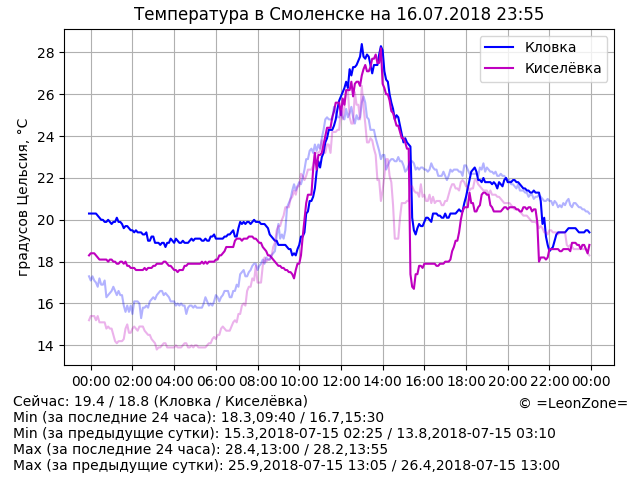 Температура в Смоленске на 16.07.2018 23:55
Кловка
Киселёвка
градусов Цельсия, °C
28
26
24
22
20
18
16
14
00:00 02:00 04:00 06:00 08:00 10:00 12:00 14:00 16:00 18:00 20:00 22:00 00:00
Сейчас: 19.4 / 18.8 (Кловка / Киселёвка)
© =LeonZone=
Min (за последние 24 часа): 18.3,09:40 / 16.7,15:30
Min (за предыдущие сутки): 15.3,2018-07-15 02:25 / 13.8,2018-07-15 03:10
Max (за последние 24 часа): 28.4,13:00 / 28.2,13:55
Max (за предыдущие сутки): 25.9,2018-07-15 13:05 / 26.4,2018-07-15 13:00